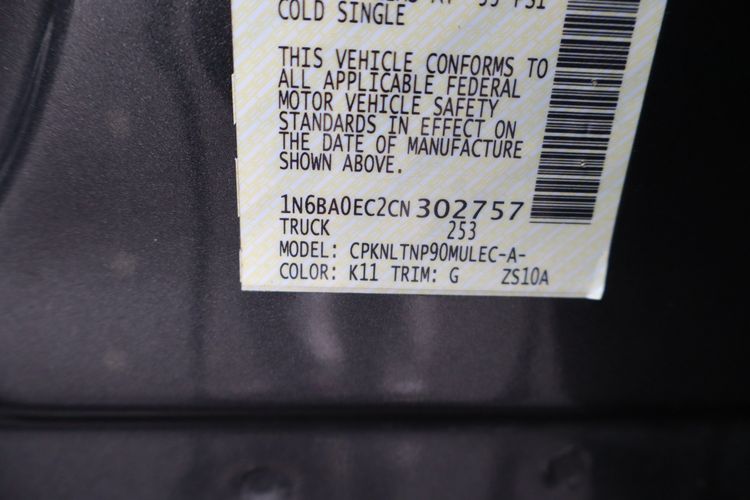 COLD SINGLE
THIS VEHICLE CONFORMS TO
ALL APPLICABLE FEDERAL
MOTOR VEHICLE SAFETY
STANDARDS IN EFFECT ON
THE DATE OF MANUFACTURE
SHOWN ABOVE.
1N6BA0EC2CN302757
TRUCK 253
MODEL: CPKNLTNP90MULEC-A-
COLOR: K11 TRIM: G ZS10A